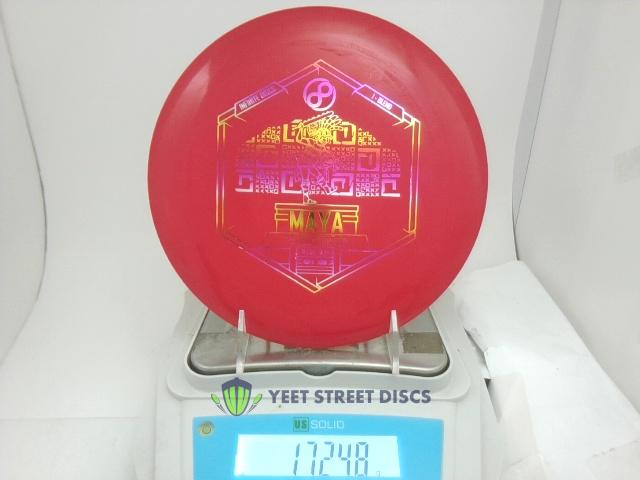 INFINITE DISCS
I-BLEND
MAYA
YEET STREET DISCS
US SOLID
172.48 g